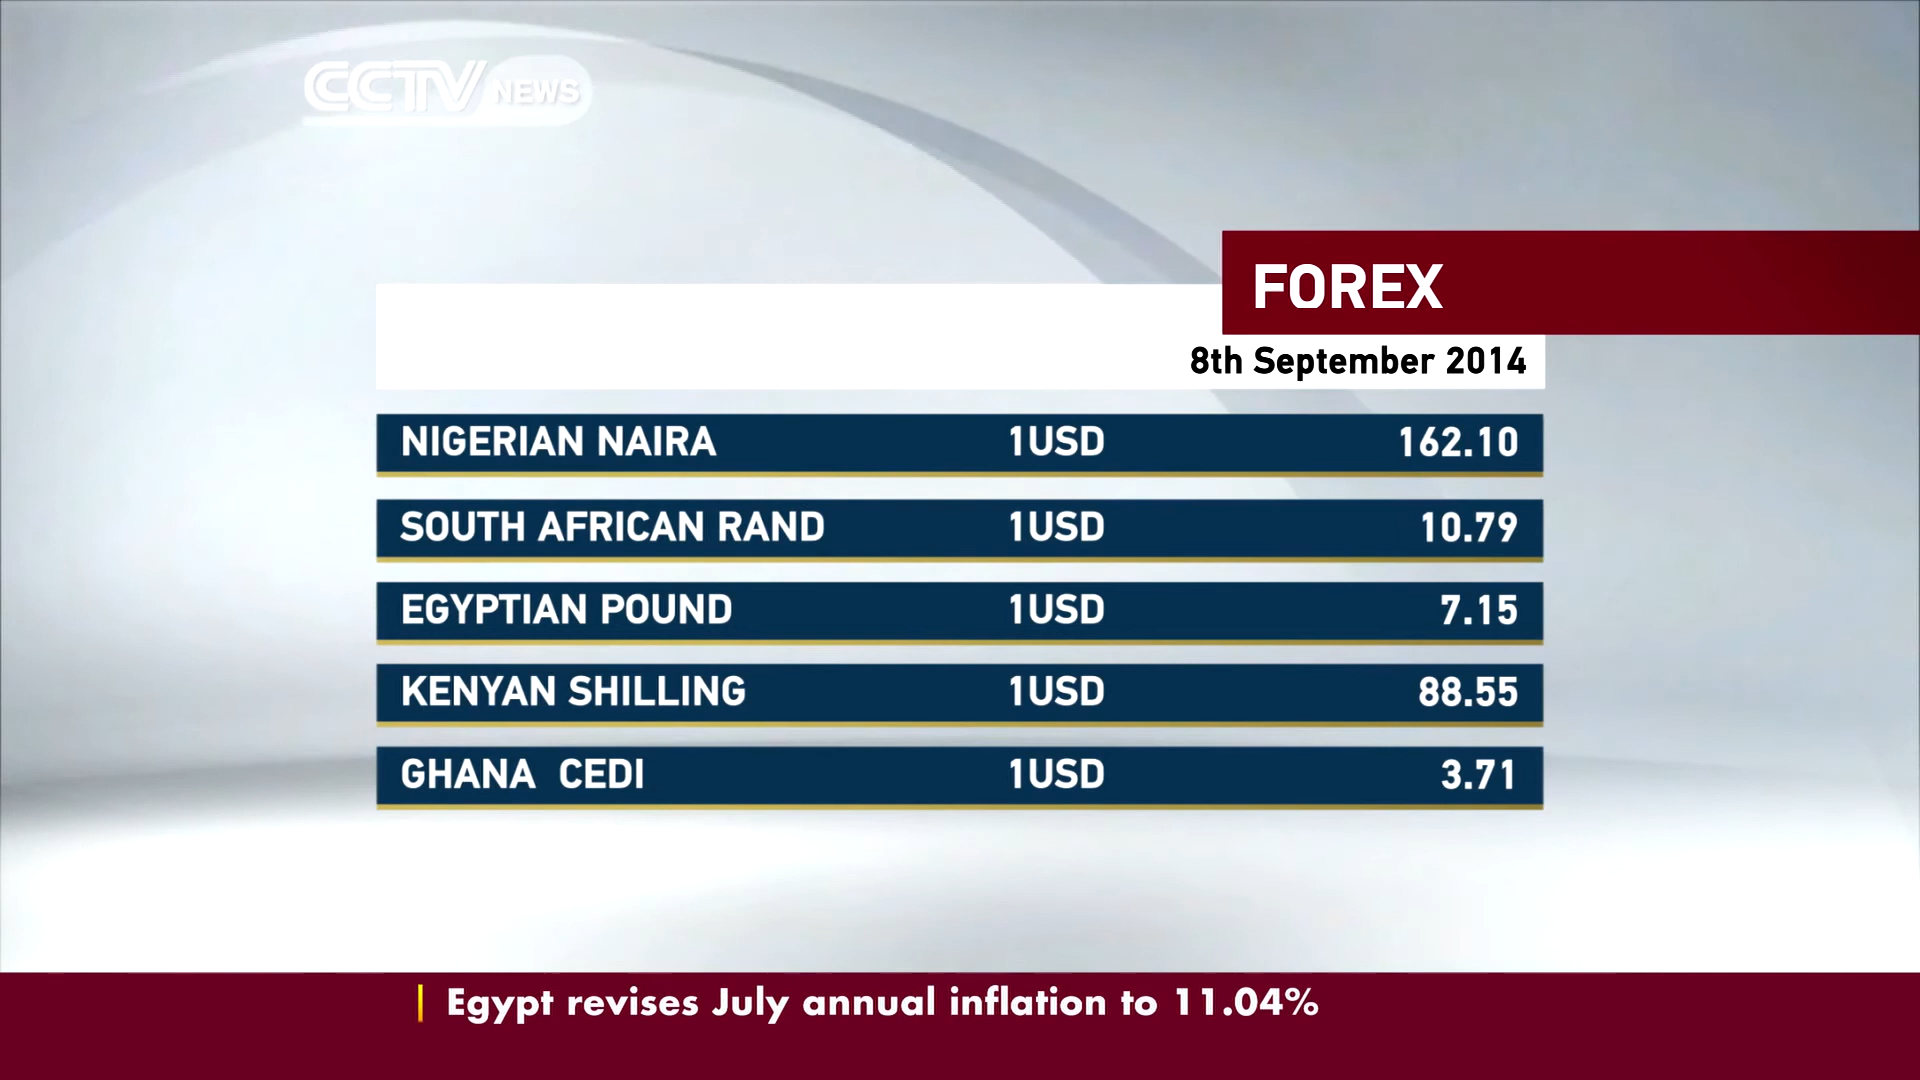 CCTV NEWS
FOREX
8th September 2014
NIGERIAN NAIRA 1USD 162.10
SOUTH AFRICAN RAND 1USD 10.79
EGYPTIAN POUND 1USD 7.15
KENYAN SHILLING 1USD 88.55
GHANA CEDI 1USD 3.71
Egypt revises July annual inflation to 11.04%